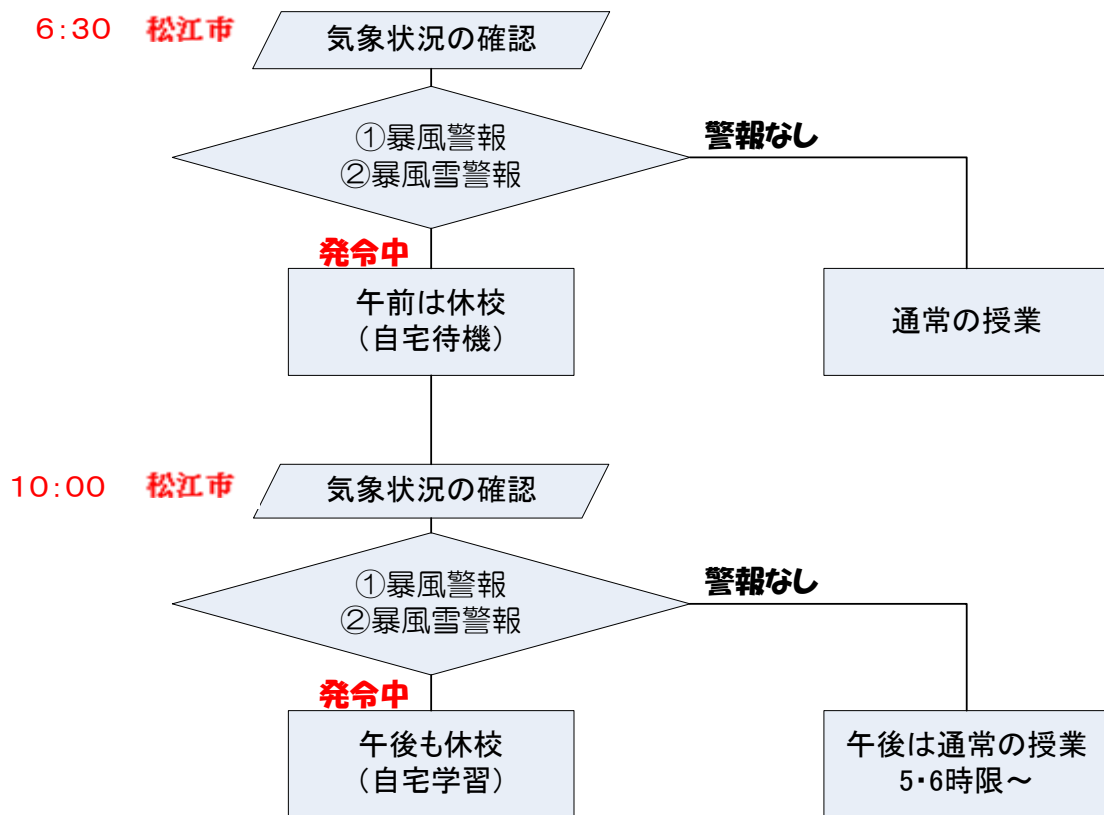 6:30 松江市 気象状況の確認
①暴風警報
②暴風雪警報
警報なし
発令中
午前は休校
（自宅待機）
通常の授業
10:00 松江市 気象状況の確認
①暴風警報
②暴風雪警報
警報なし
発令中
午後も休校
（自宅学習）
午後は通常の授業
5・6時限～